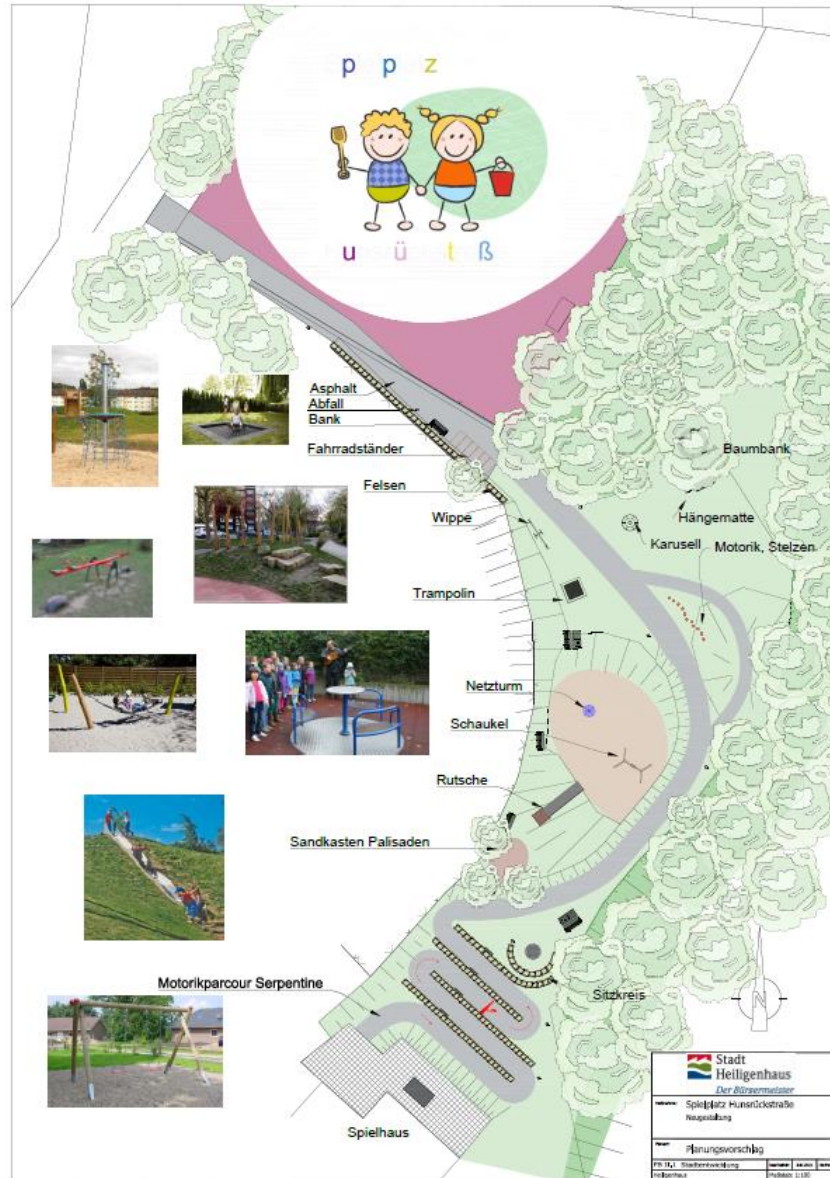 p p z
u ü t ß
Asphalt
Abfall
Bank
Fahrradständer
Felsen
Wippe
Trampolin
Netzturm
Schaukel
Rutsche
Sandkasten Palisaden
Baumbank
Hängematte
Karusell
Motorik, Stelzen
Sitzkreis
Motorikparcour Serpentine
Spielhaus
N
Stadt
Heiligenhaus
Der Bürgermeister
Spielplatz Hunsrückstraße
Neugestaltung
Planungsvorschlag
Stadtentwicklung
Heiligenhaus